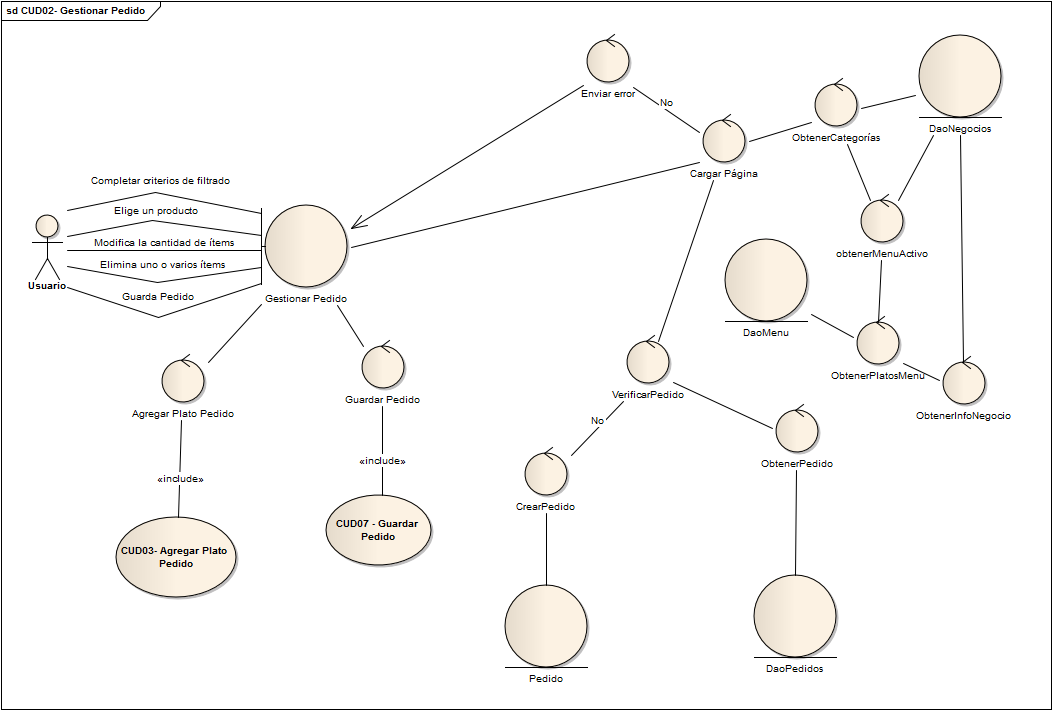 sd CUD02- Gestionar Pedido
Enviar error
No
Cargar Página
ObtenerCategorías
DaoNegocios
Completar criterios de filtrado
Elige un producto
Modifica la cantidad de ítems
Elimina uno o varios ítems
Guarda Pedido
Usuario
Gestionar Pedido
obtenerMenuActivo
DaoMenu
ObtenerPlatosMenú
ObtenerInfoNegocio
Agregar Plato Pedido
Guardar Pedido
VerificarPedido
No
ObtenerPedido
«include»
«include»
CrearPedido
CUD03- Agregar Plato
Pedido
CUD07 - Guardar
Pedido
Pedido
DaoPedidos